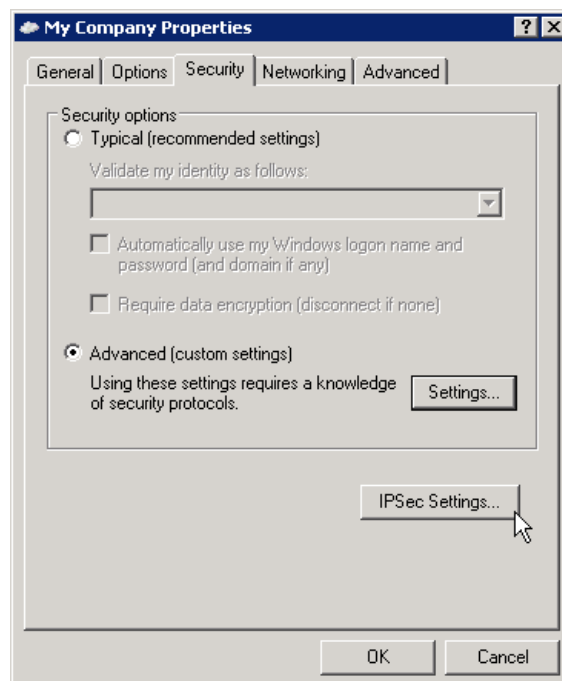 My Company Properties
General Options Security Networking Advanced
Security options
Typical (recommended settings)
Validate my identity as follows:
Automatically use my Windows logon name and
password (and domain if any)
Require data encryption (disconnect if none)
Advanced (custom settings)
Using these settings requires a knowledge
of security protocols.
Settings...
IPSec Settings...
OK Cancel